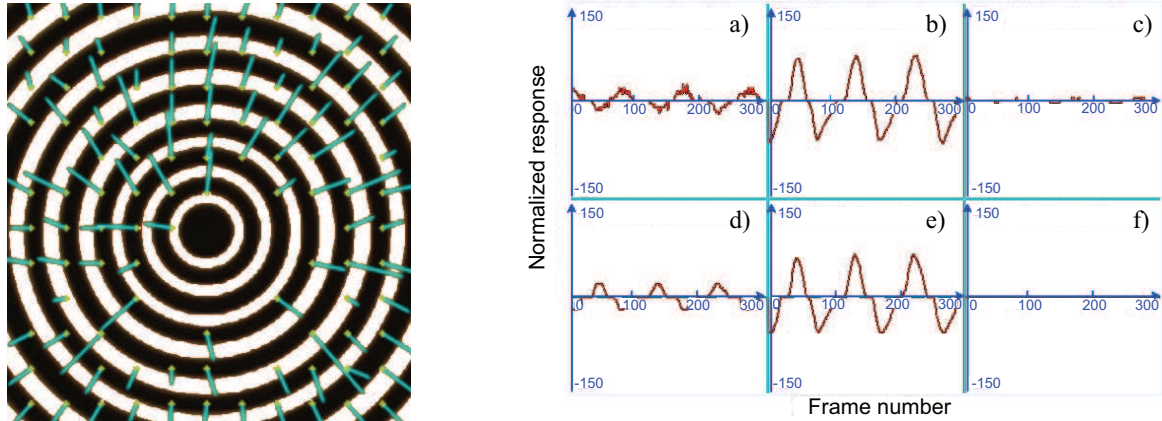 Normalized response
150 a) 150 b) 150 c)
0 100 200 300 0 100 200 300 0 100 200 300
-150 -150 -150
150 d) 150 e) 150 f)
0 100 200 300 0 100 200 300 0 100 200 300
-150 -150 -150
Frame number